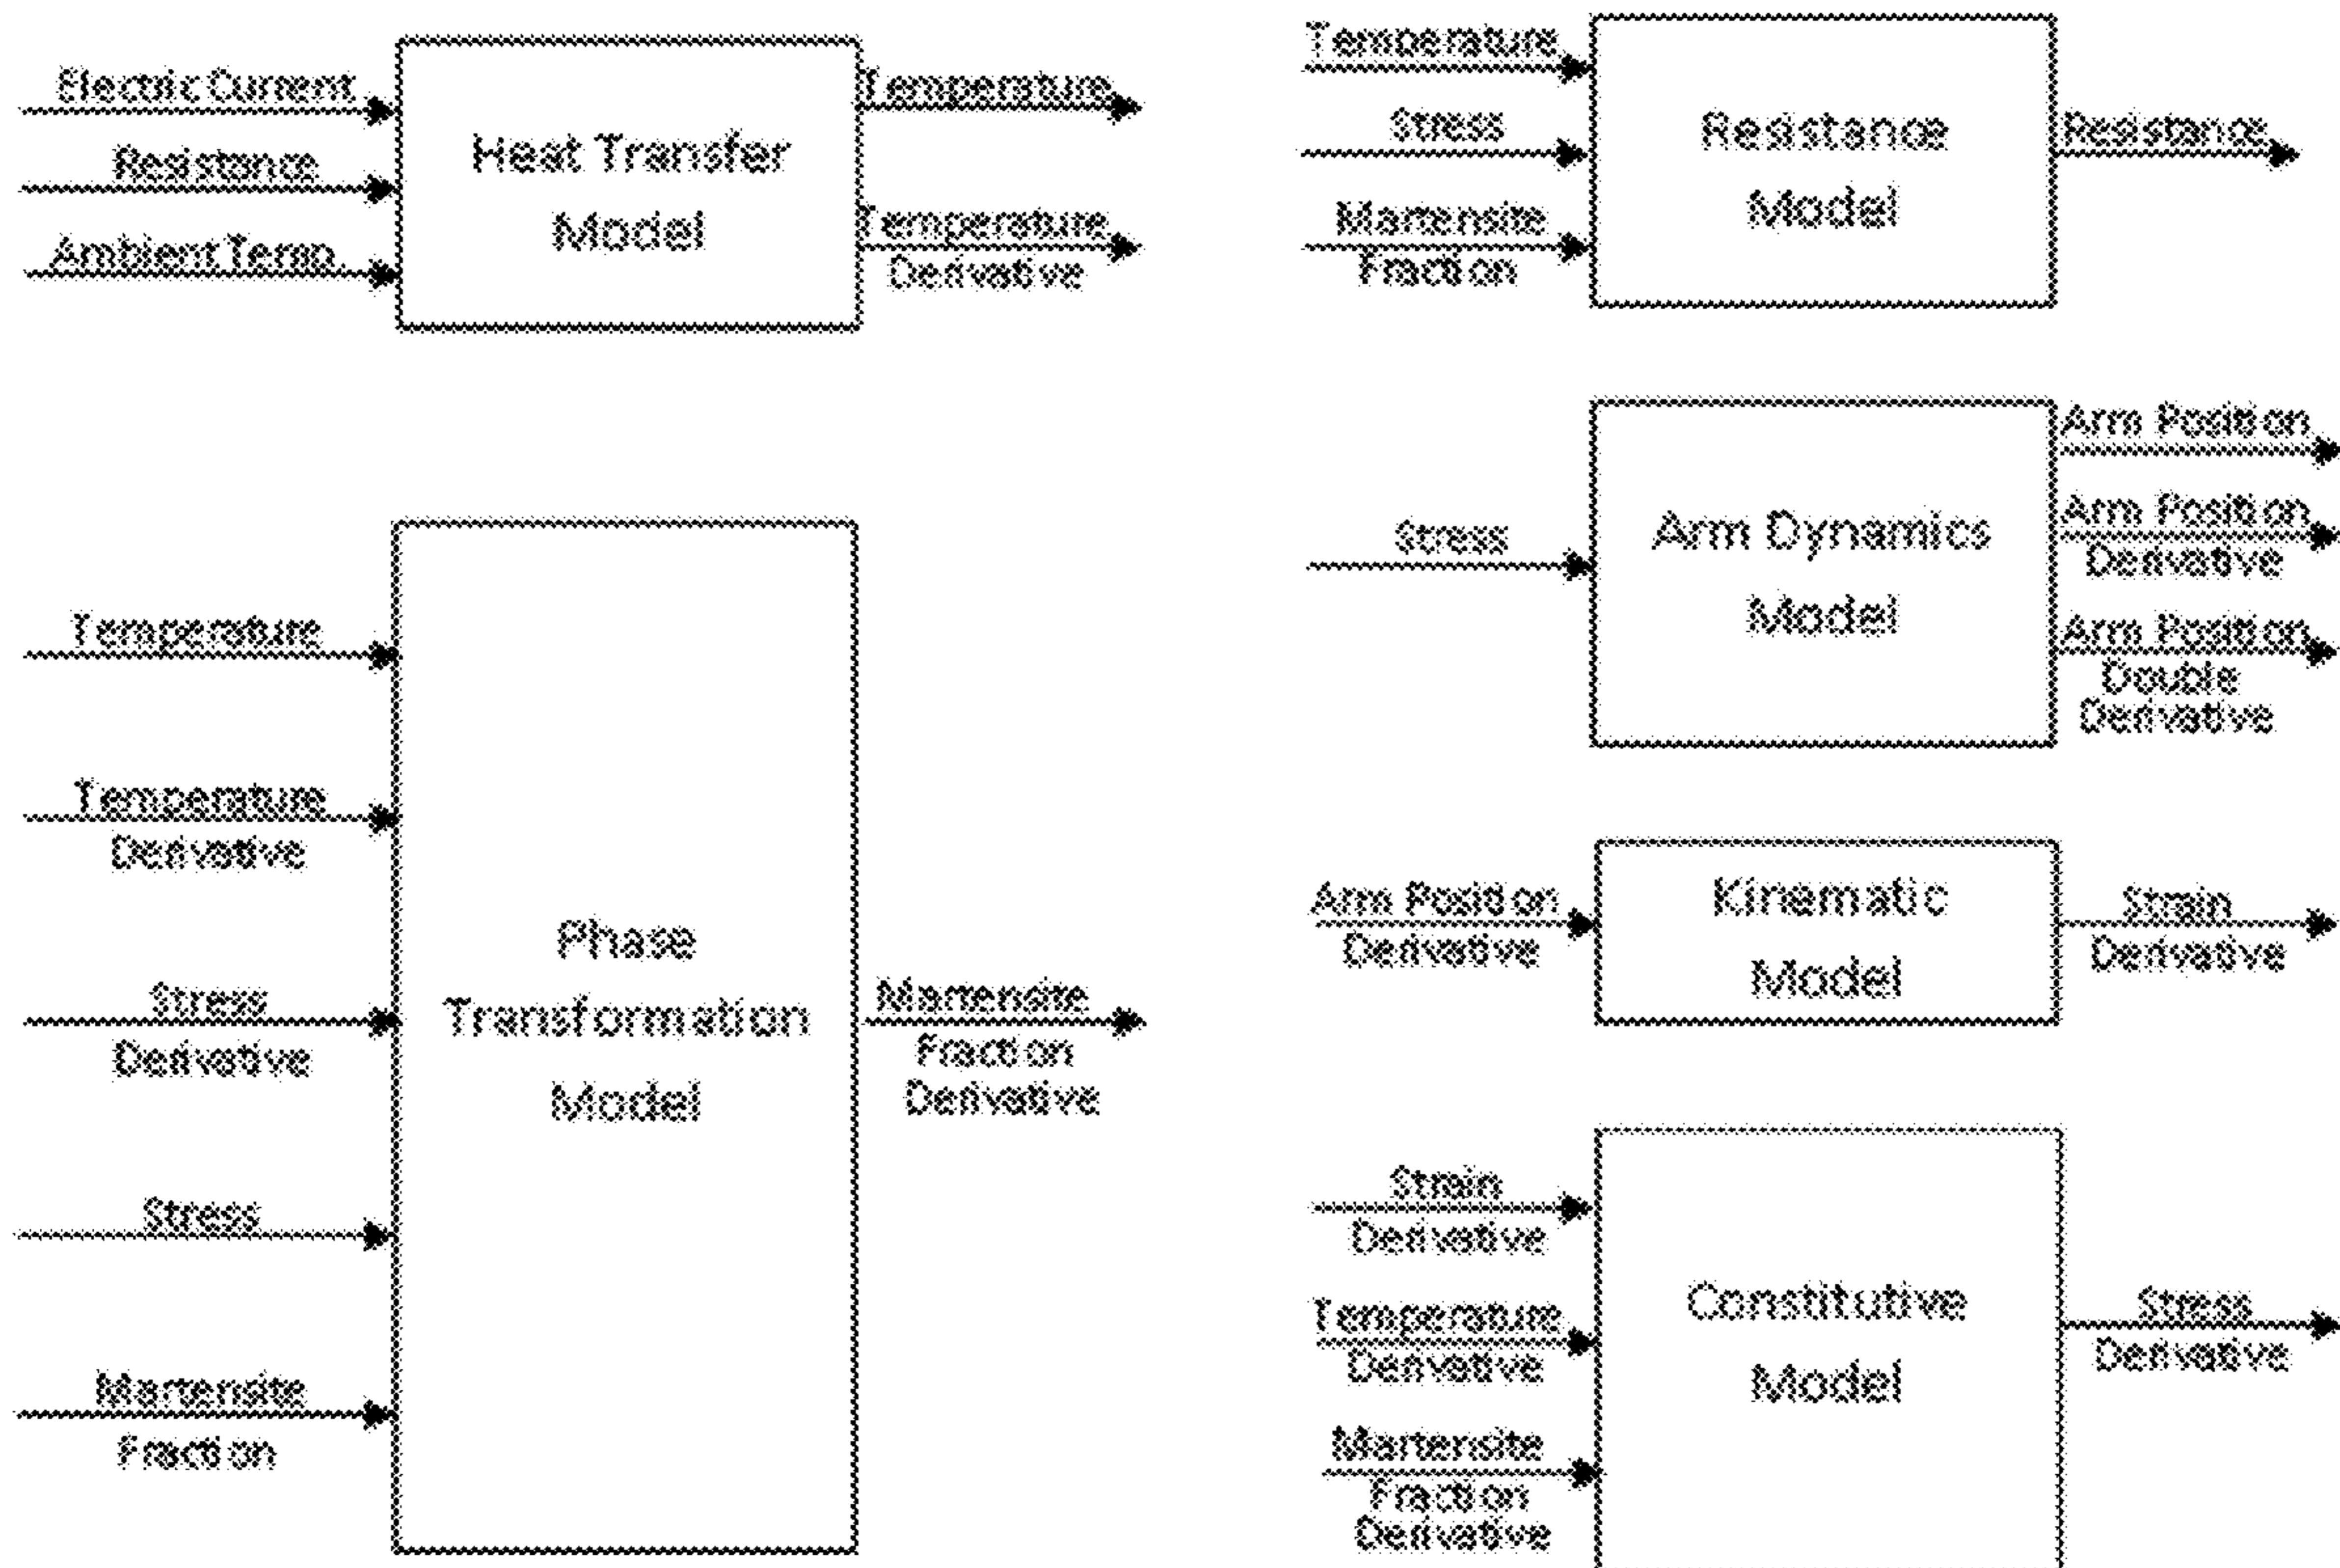 Electric Current
Resistance
Ambient Temp.
Heat Transfer
Model
Temperature
Temperature
Derivative
Temperature
Stress
Martensite
Fraction
Resistance
Model
Resistance
Stress
Arm Dynamics
Model
Arm Position
Arm Position
Derivative
Arm Position
Double
Derivative
Temperature
Temperature
Derivative
Stress
Derivative
Stress
Martensite
Fraction
Phase
Transformation
Model
Martensite
Fraction
Derivative
Arm Position
Derivative
Kinematic
Model
Strain
Derivative
Strain
Derivative
Temperature
Derivative
Martensite
Fraction
Derivative
Constitutive
Model
Stress
Derivative